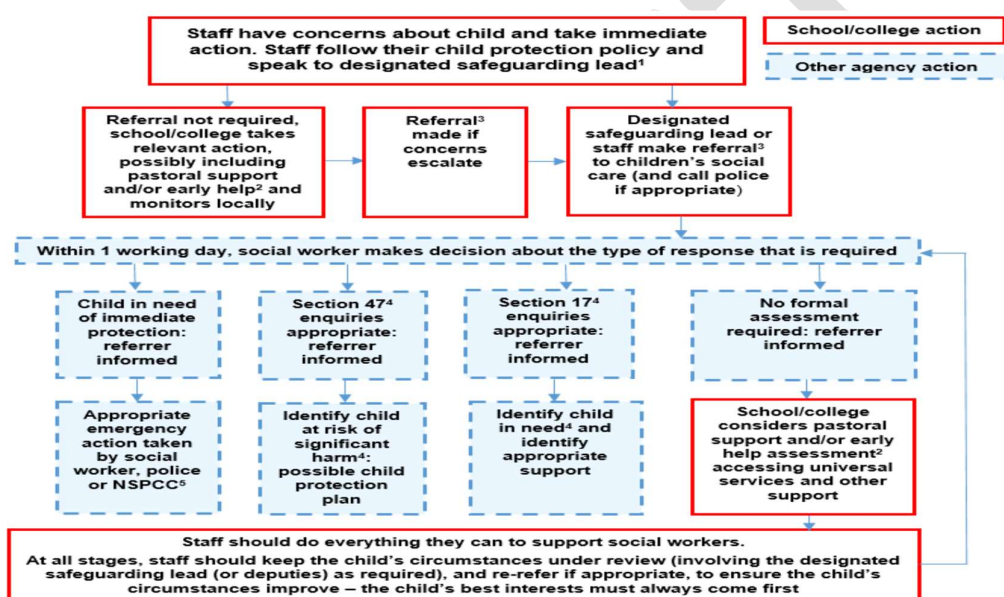 Staff have concerns about child and take immediate
action. Staff follow their child protection policy and
speak to designated safeguarding lead¹
School/college action
Other agency action
Referral not required,
school/college takes
relevant action,
possibly including
pastoral support
and/or early help² and
monitors locally
Referral³
made if
concerns
escalate
Designated
safeguarding lead or
staff make referral³
to children's social
care (and call police
if appropriate)
Within 1 working day, social worker makes decision about the type of response that is required
Child in need
of immediate
protection:
referrer
informed
Section 47⁴
enquiries
appropriate:
referrer
informed
Section 17⁴
enquiries
appropriate:
referrer
informed
No formal
assessment
required: referrer
informed
Appropriate
emergency
action taken
by social
worker, police
or NSPCC⁵
Identify child
at risk of
significant
harm⁴:
possible child
protection
plan
Identify child
in need⁴ and
identify
appropriate
support
School/college
considers pastoral
support and/or early
help assessment²
accessing universal
services and other
support
Staff should do everything they can to support social workers.
At all stages, staff should keep the child's circumstances under review (involving the designated
safeguarding lead (or deputies) as required), and re-refer if appropriate, to ensure the child's
circumstances improve – the child's best interests must always come first